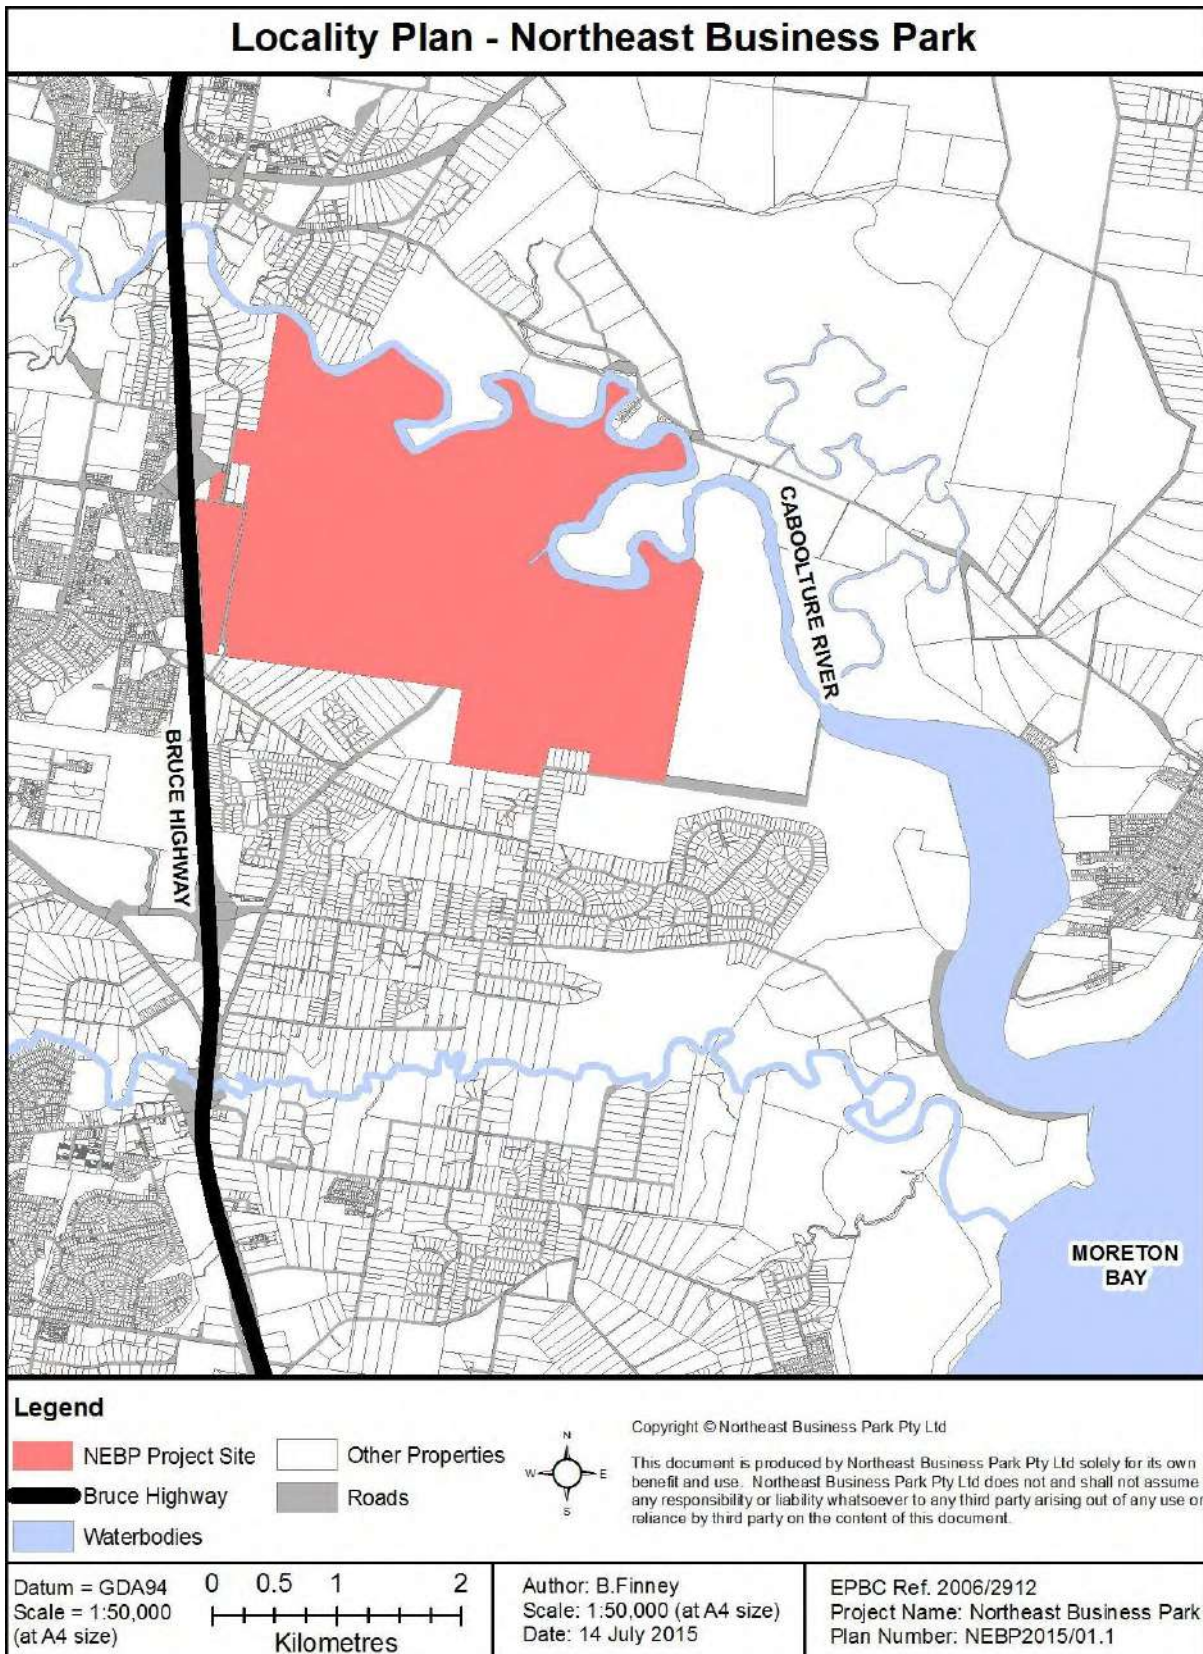 Locality Plan - Northeast Business Park
CABOOLTURE RIVER
BRUCE HIGHWAY
MORETON
BAY
Legend
NEBP Project Site
Other Properties
Bruce Highway
Roads
Waterbodies
N
W E
S
Copyright © Northeast Business Park Pty Ltd
This document is produced by Northeast Business Park Pty Ltd solely for its own
benefit and use. Northeast Business Park Pty Ltd does not and shall not assume
any responsibility or liability whatsoever to any third party arising out of any use or
reliance by third party on the content of this document.
Datum = GDA94
Scale = 1:50,000
(at A4 size)
0 0.5 1 2
Kilometres
Author: B.Finney
Scale: 1:50,000 (at A4 size)
Date: 14 July 2015
EPBC Ref. 2006/2912
Project Name: Northeast Business Park
Plan Number: NEBP2015/01.1